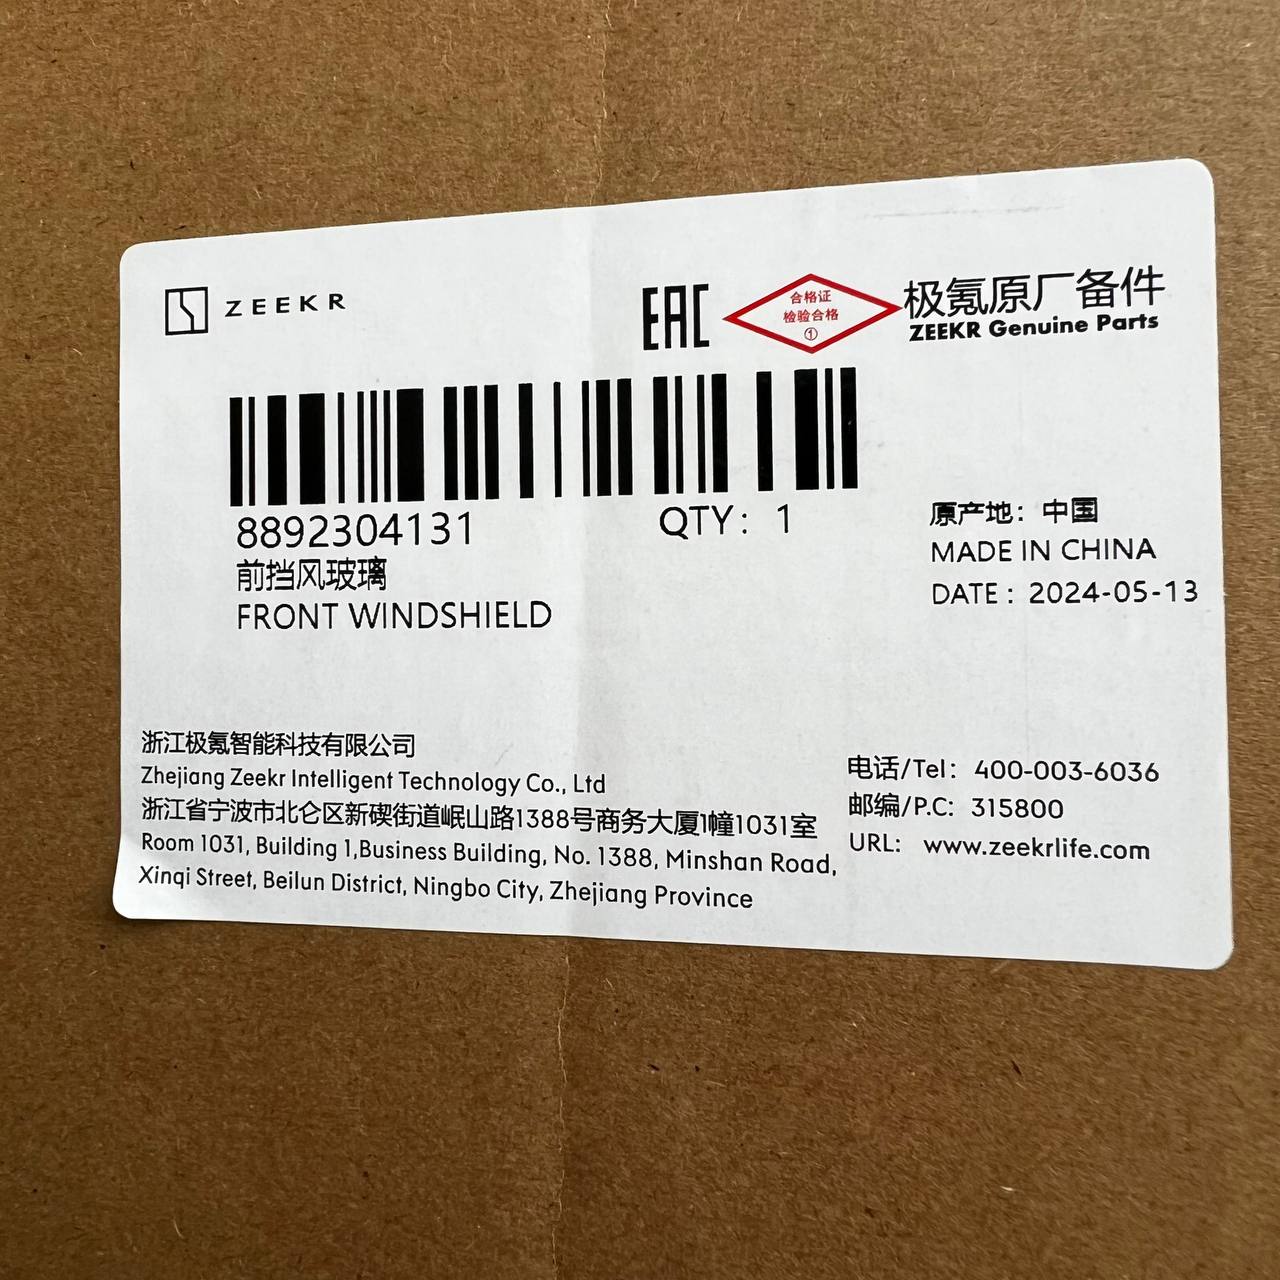 ZEEKR
EAC
合格证
检验合格
①
极氪原厂备件
ZEEKR Genuine Parts
8892304131
QTY: 1
前挡风玻璃
FRONT WINDSHIELD
原产地: 中国
MADE IN CHINA
DATE : 2024-05-13
浙江极氪智能科技有限公司
Zhejiang Zeekr Intelligent Technology Co., Ltd
浙江省宁波市北仑区新碶街道岷山路1388号商务大厦1幢1031室
Room 1031, Building 1,Business Building, No. 1388, Minshan Road,
Xinqi Street, Beilun District, Ningbo City, Zhejiang Province
电话/Tel: 400-003-6036
邮编/P.C: 315800
URL: www.zeekrlife.com